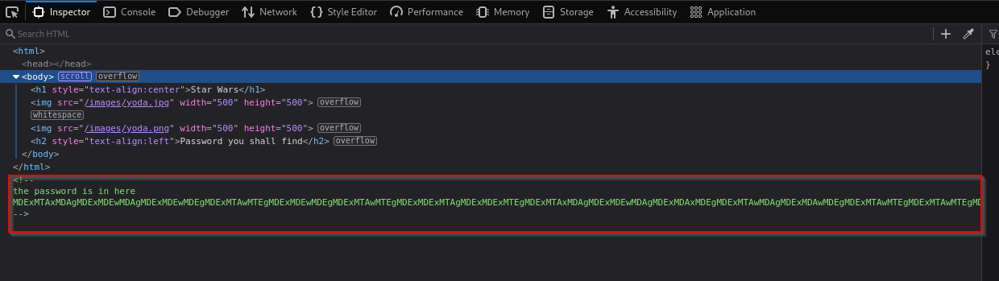 Inspector Console Debugger Network Style Editor Performance Memory Storage Accessibility Application
Search HTML
<html>
<head></head>
<body> scroll overflow
<h1 style="text-align:center">Star Wars</h1>
<img src="/images/yoda.jpg" width="500" height="500"> overflow
whitespace
<img src="/images/yoda.png" width="500" height="500"> overflow
<h2 style="text-align:left">Password you shall find</h2> overflow
</body>
</html>
<!--
the password is in here
MDExMTAxMDAgMDExMDEwMDAgMDExMDEwMDEgMDExMTAwMTEgMDExMDEwMDEgMDExMTAwMTEgMDExMDExMTAgMDExMDExMTEgMDExMTAxMDAgMDExMDEwMDAgMDExMDAxMDEgMDExMTAwMDAgMDExMDAwMDEgMDExMTAwMTEgMDExMTAwMTEgMD
-->
ele
}